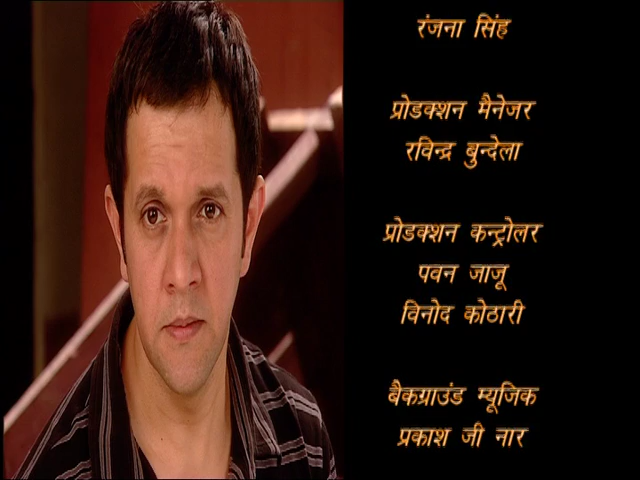 रंजना सिंह
प्रोडक्शन मैनेजर
रविन्द्र बुन्देला
प्रोडक्शन कन्ट्रोलर
पवन जाजू
विनोद कोठारी
बैकग्राउंड म्यूजिक
प्रकाश जी नार